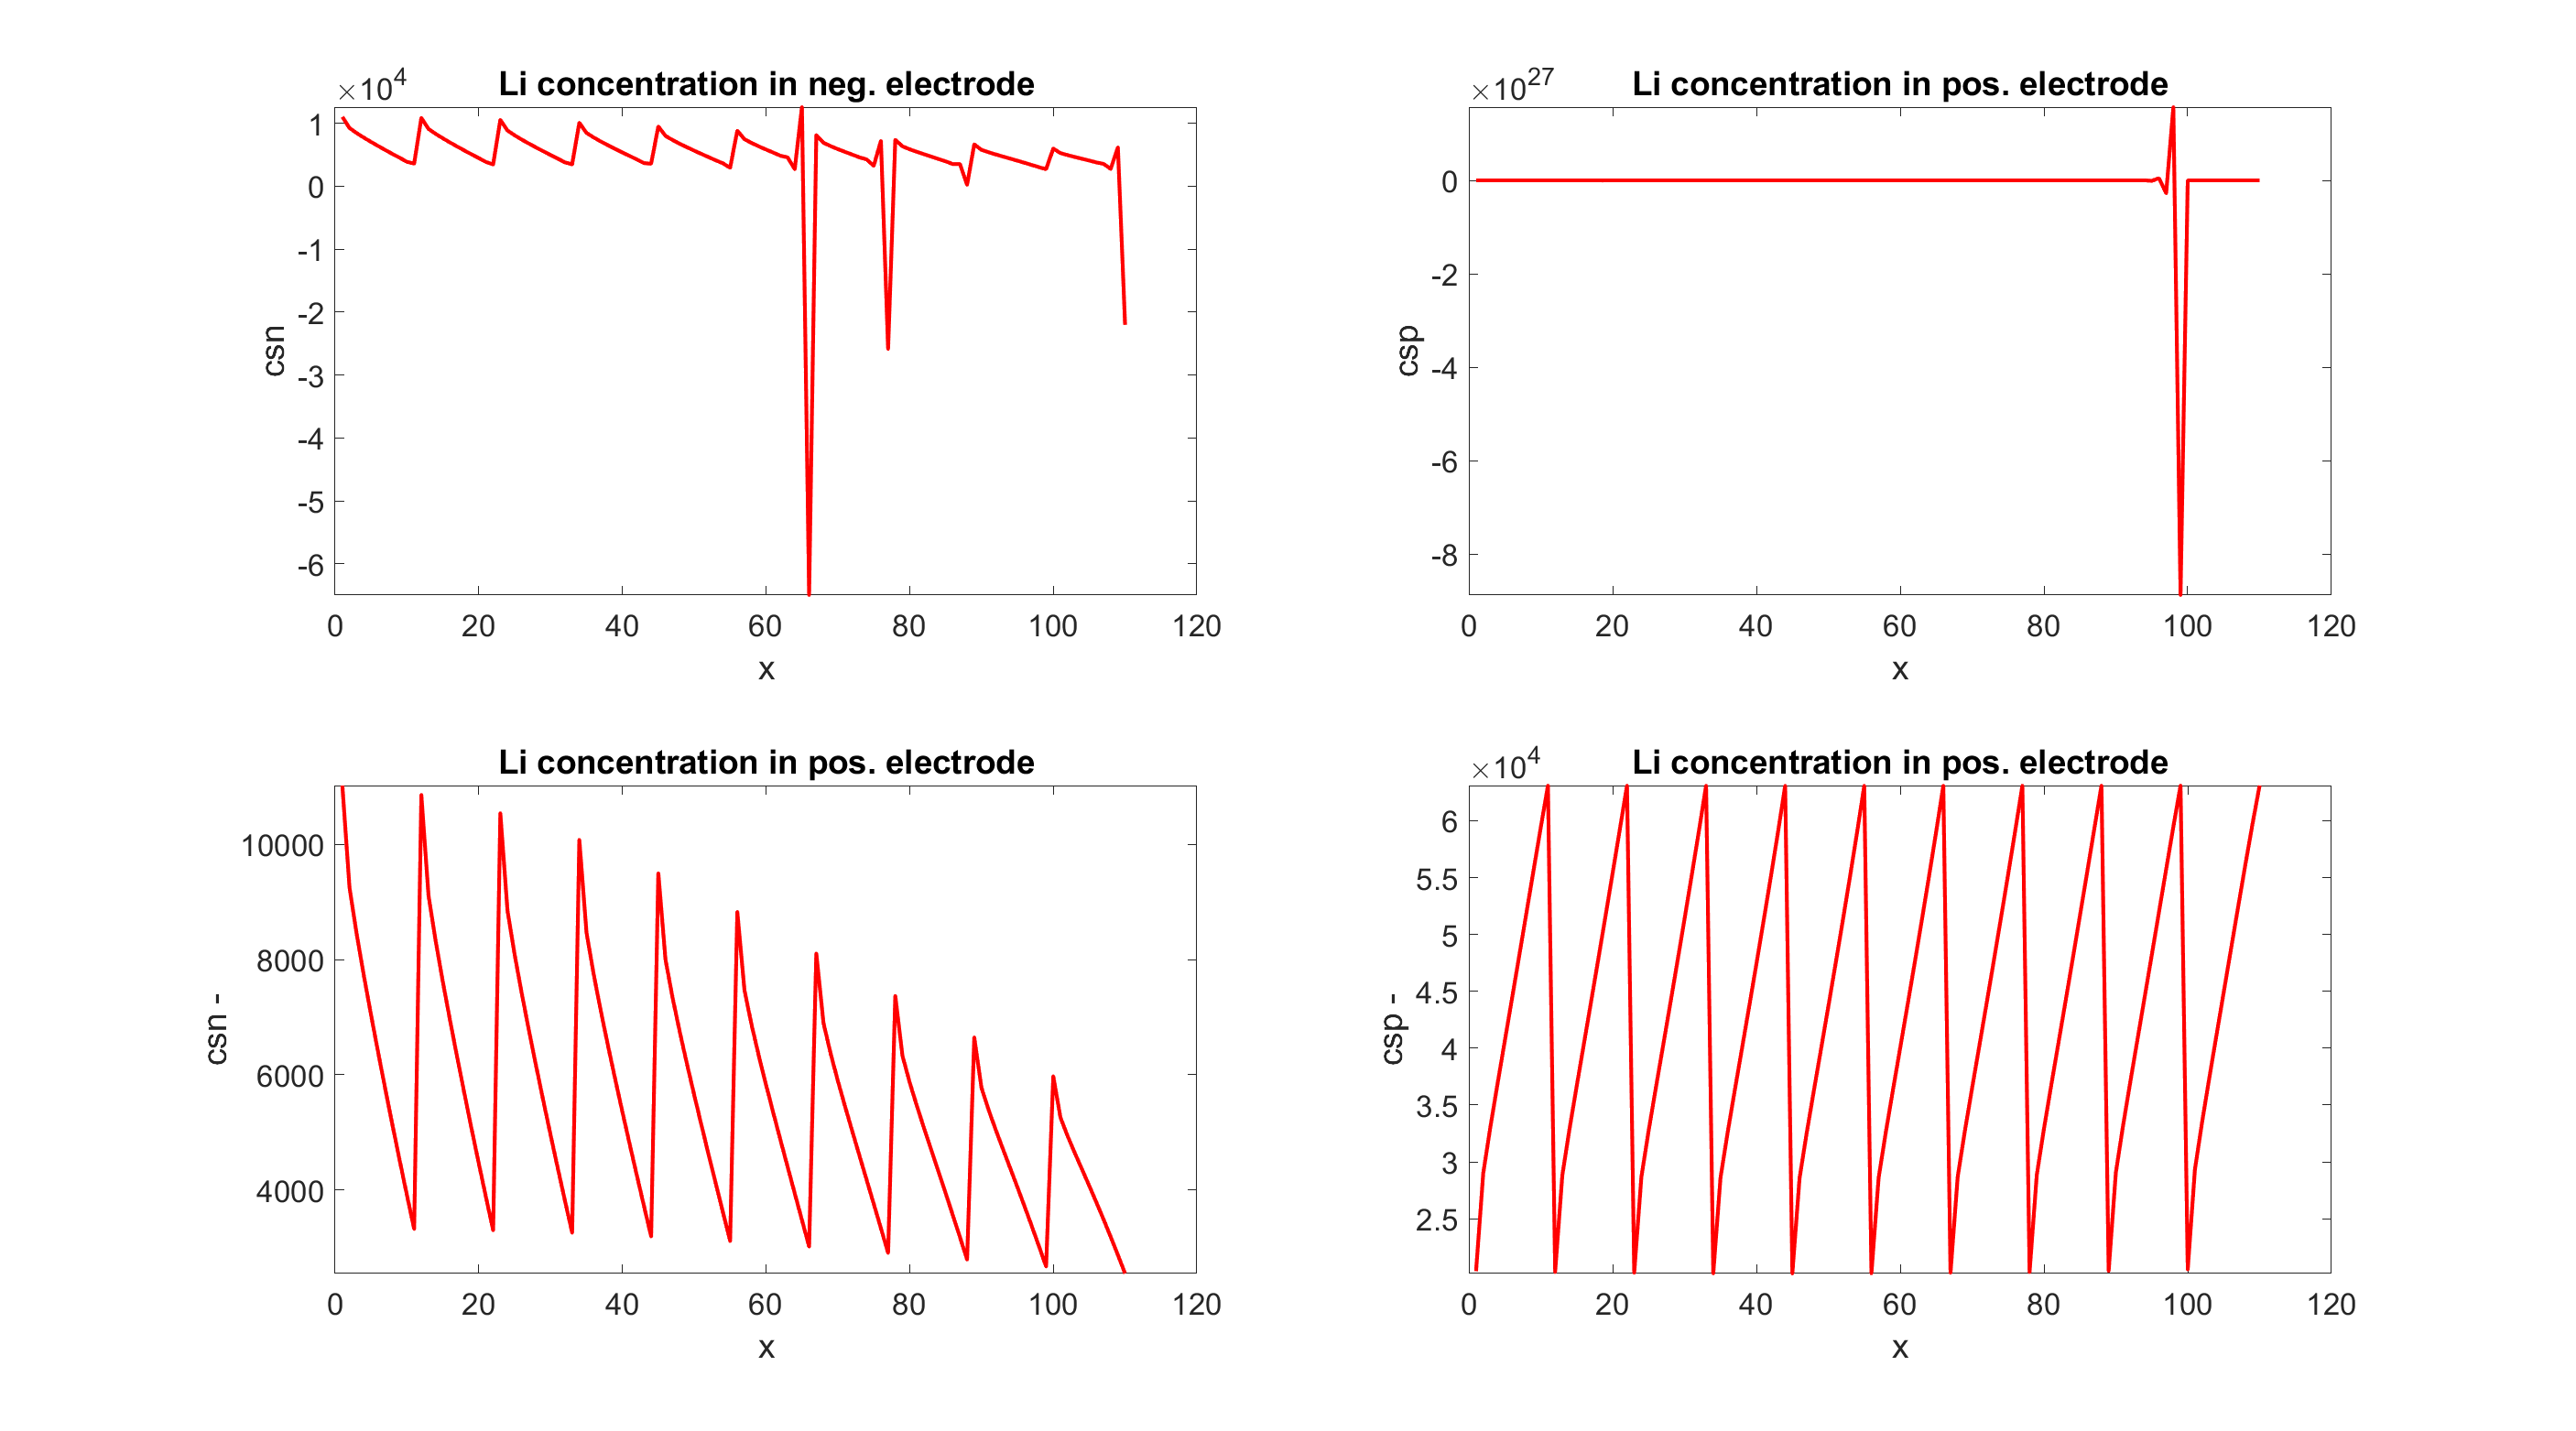 ×10^4
Li concentration in neg. electrode
1
0
-1
-2
-3
-4
-5
-6
csn
0 20 40 60 80 100 120
x
×10^27
Li concentration in pos. electrode
0
-2
-4
-6
-8
csp
0 20 40 60 80 100 120
x
Li concentration in pos. electrode
10000
8000
6000
4000
csn -
0 20 40 60 80 100 120
x
×10^4
Li concentration in pos. electrode
6
5.5
5
4.5
4
3.5
3
2.5
csp -
0 20 40 60 80 100 120
x